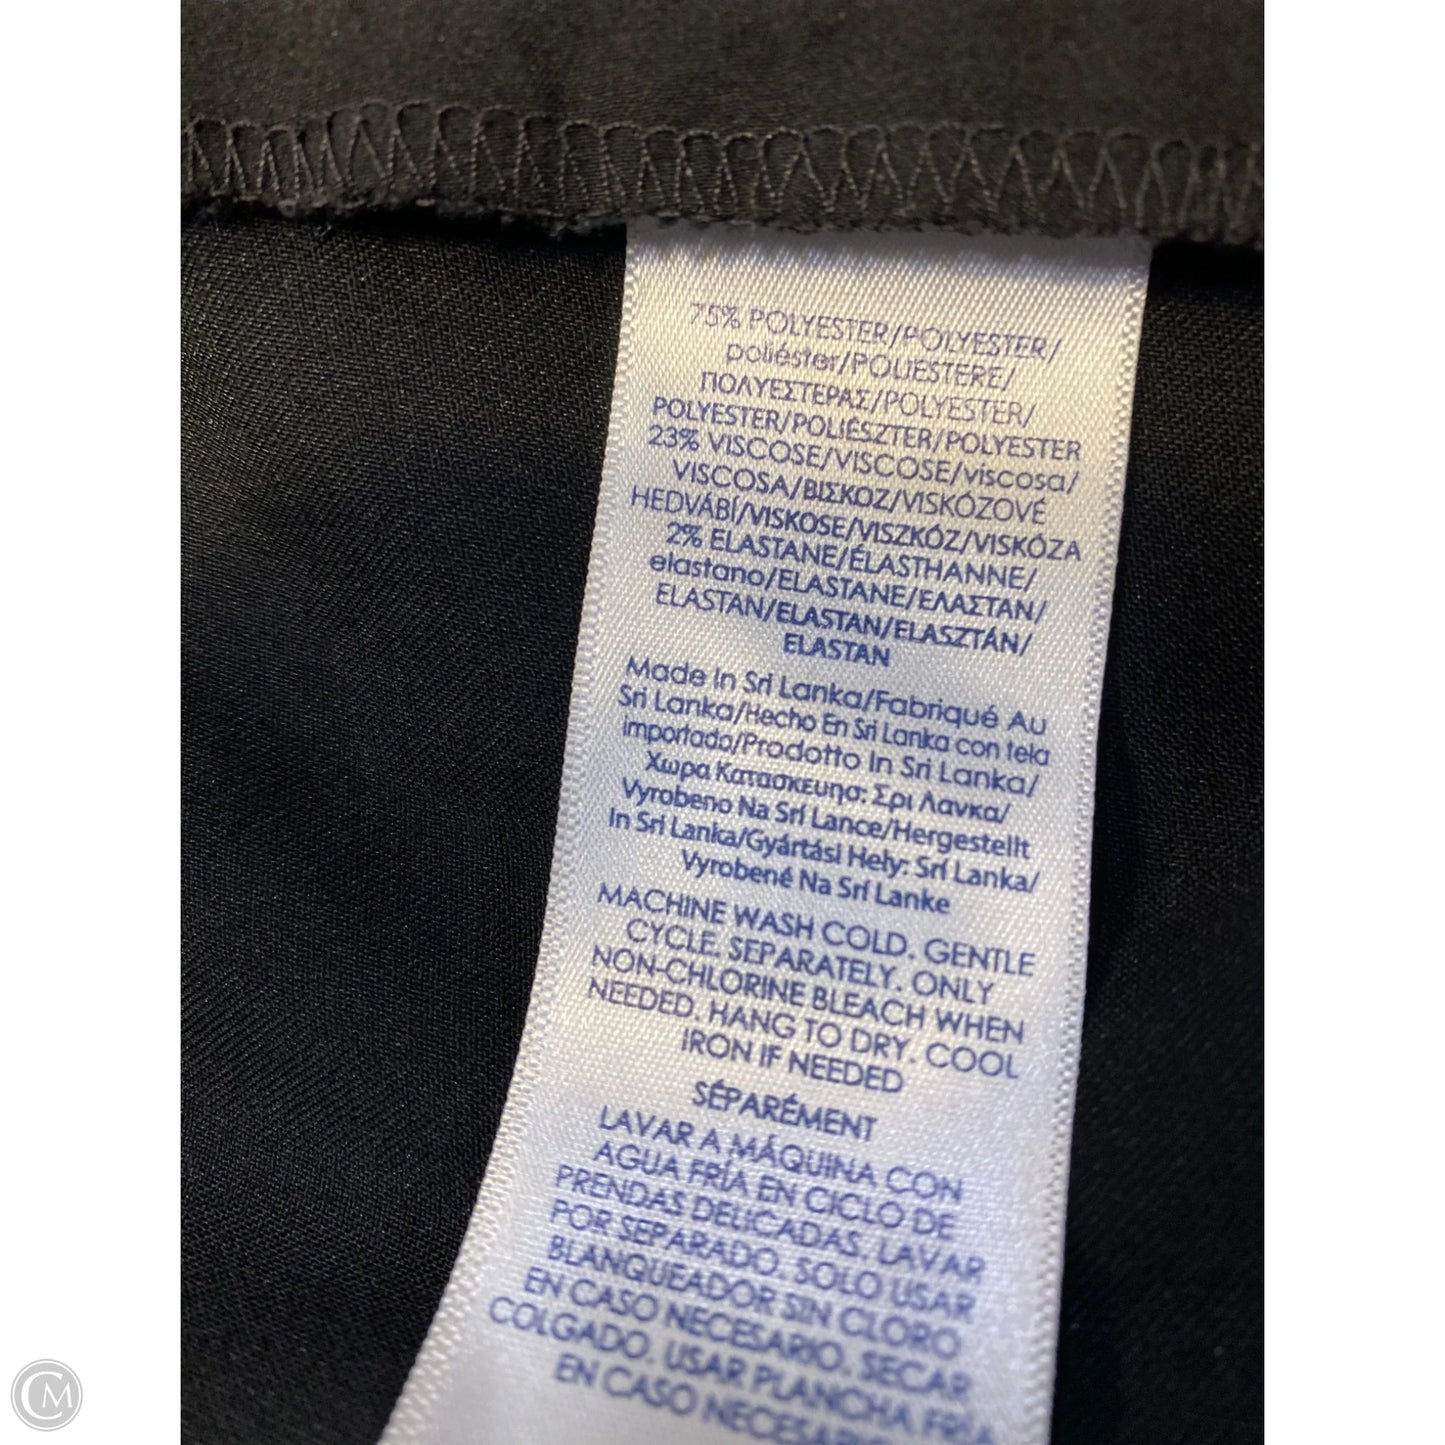 75% POLYESTER/POLYESTER/
poliéster/POLIESTERE/
ΠΟΛΥΕΣΤΕΡΑΣ/POLYESTER/
POLYESTER/POLIÉSZTER/POLYESTER
23% VISCOSE/VISCOSE/viscosa/
VISCOSA/ΒΙΣΚΟΖ/VISKÓZOVÉ
HEDVÁBÍ/VISKOSE/VISZKÓZ/VISKÓZA
2% ELASTANE/ÉLASTHANNE/
elastano/ELASTANE/ΕΛΑΣΤΑΝ/
ELASTAN/ELASTAN/ELASZTÁN/
ELASTAN
Made In Sri Lanka/Fabriqué Au
Sri Lanka/Hecho En Sri Lanka con tela
importada/Prodotto In Sri Lanka/
Χωρα Κατασκευησ: Σρι Λανκα/
Vyrobeno Na Srí Lance/Hergestellt
In Sri Lanka/Gyártási Hely: Srí Lanka/
Vyrobené Na Srí Lanke
MACHINE WASH COLD. GENTLE
CYCLE. SEPARATELY. ONLY
NON-CHLORINE BLEACH WHEN
NEEDED. HANG TO DRY. COOL
IRON IF NEEDED
SÉPARÉMENT
LAVAR A MÁQUINA CON
AGUA FRÍA EN CICLO DE
PRENDAS DELICADAS. LAVAR
POR SEPARADO. SOLO USAR
BLANQUEADOR SIN CLORO
EN CASO NECESARIO. SECAR
COLGADO. USAR PLANCHA FRÍA
EN CASO NECESARIO
CM